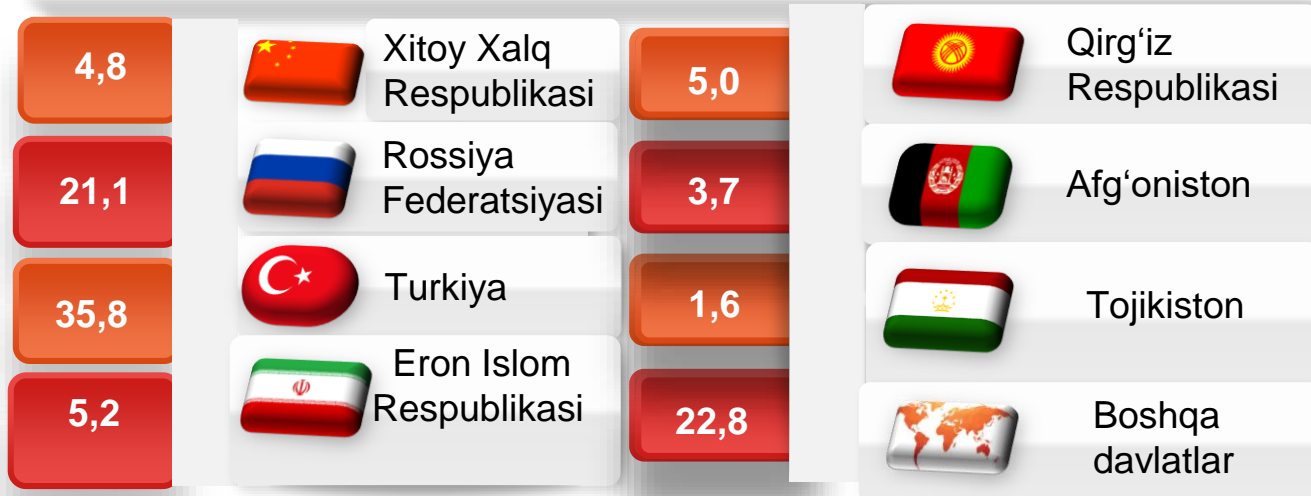 4,8
Xitoy Xalq
Respublikasi
21,1
Rossiya
Federatsiyasi
35,8
Turkiya
5,2
Eron Islom
Respublikasi
5,0
Qirg‘iz
Respublikasi
3,7
Afg‘oniston
1,6
Tojikiston
22,8
Boshqa
davlatlar